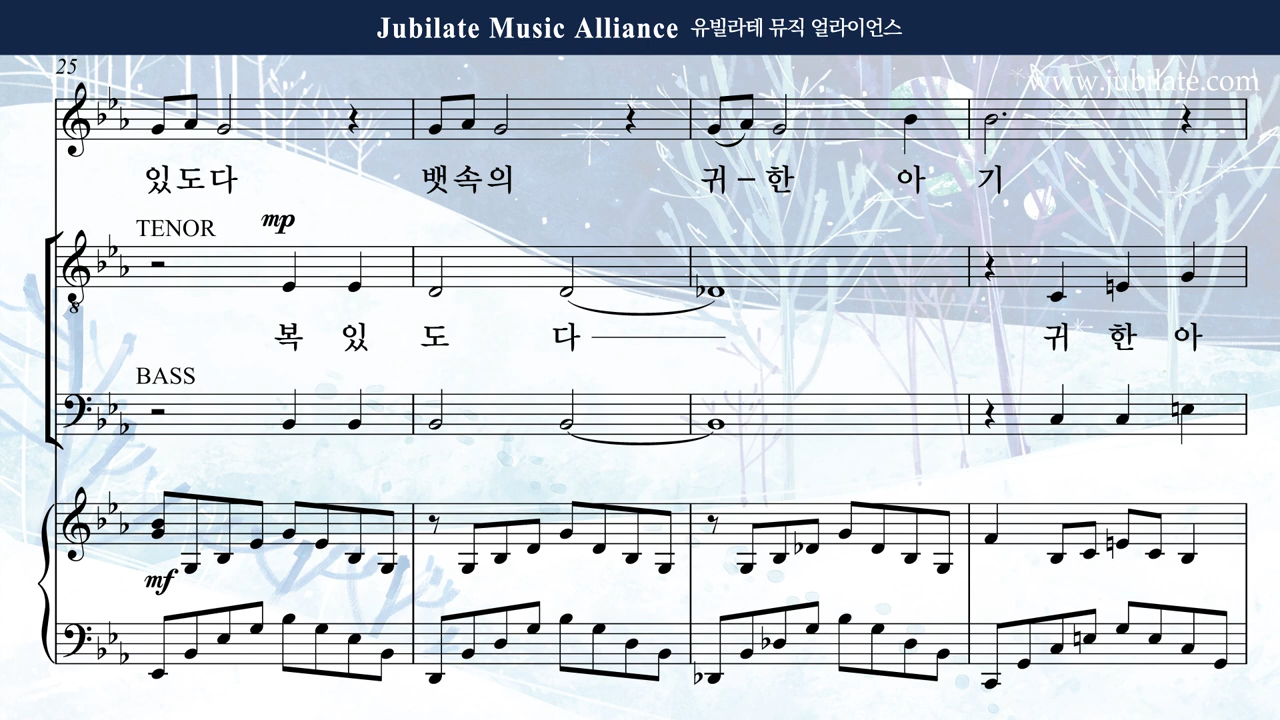 Jubilate Music Alliance 유빌라테 뮤직 얼라이언스
www.jubilate.com
25
있도다 뱃속의 귀-한 아 기
TENOR mp
복 있 도 다
귀 한 아
BASS
mf